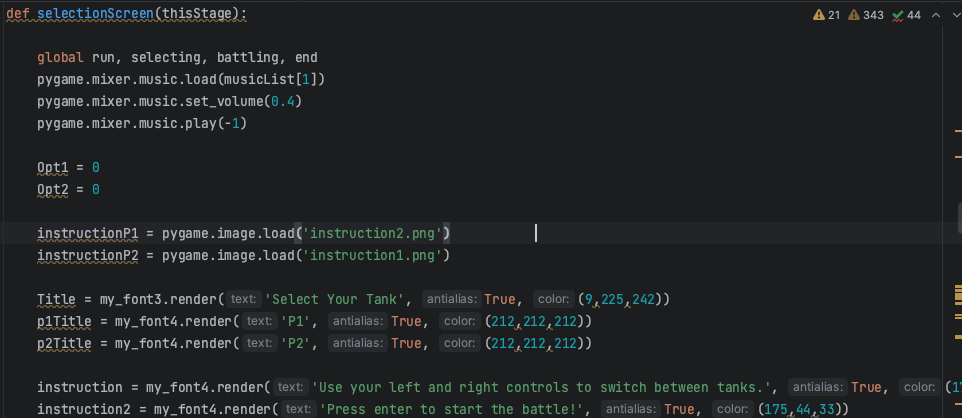 def selectionScreen(thisStage):
21 343 44
global run, selecting, battling, end
pygame.mixer.music.load(musicList[1])
pygame.mixer.music.set_volume(0.4)
pygame.mixer.music.play(-1)
Opt1 = 0
Opt2 = 0
instructionP1 = pygame.image.load('instruction2.png')
instructionP2 = pygame.image.load('instruction1.png')
Title = my_font3.render( text: 'Select Your Tank', antialias: True, color: (9,225,242))
p1Title = my_font4.render( text: 'P1', antialias: True, color: (212,212,212))
p2Title = my_font4.render( text: 'P2', antialias: True, color: (212,212,212))
instruction = my_font4.render( text: 'Use your left and right controls to switch between tanks.', antialias: True, color: (1
instruction2 = my_font4.render( text: 'Press enter to start the battle!', antialias: True, color: (175,44,33))